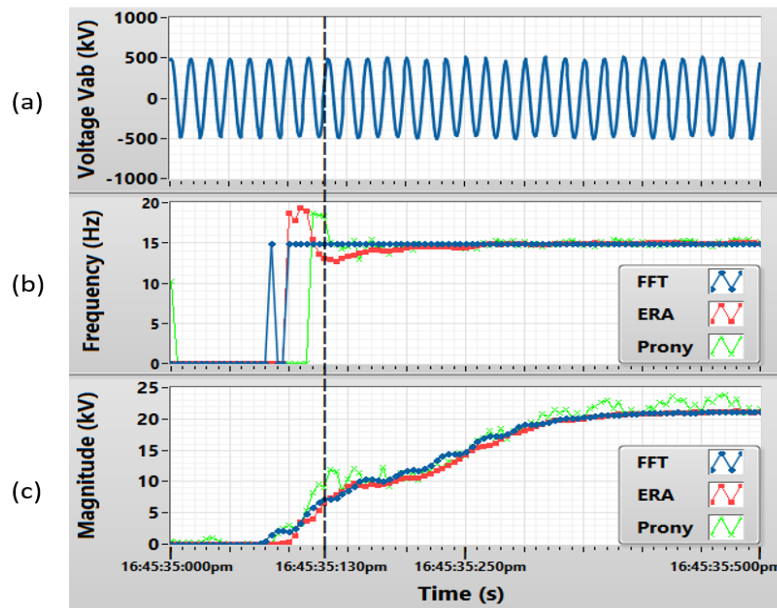 (a)
Voltage Vab (kV)
1000
500
0
-500
-1000
(b)
Frequency (Hz)
20
15
10
5
0
FFT
ERA
Prony
(c)
Magnitude (kV)
25
20
15
10
5
0
FFT
ERA
Prony
16:45:35:000pm
16:45:35:130pm
16:45:35:250pm
16:45:35:500pm
Time (s)